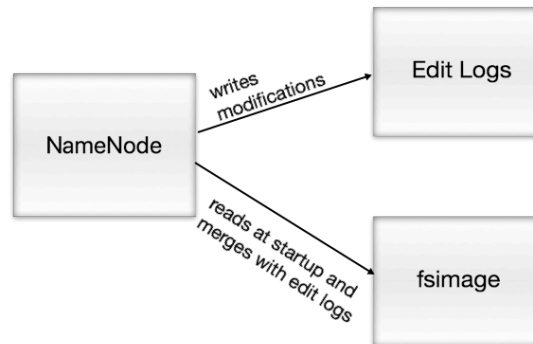 Edit Logs
writes
modifications
NameNode
reads at startup and
merges with edit logs
fsimage